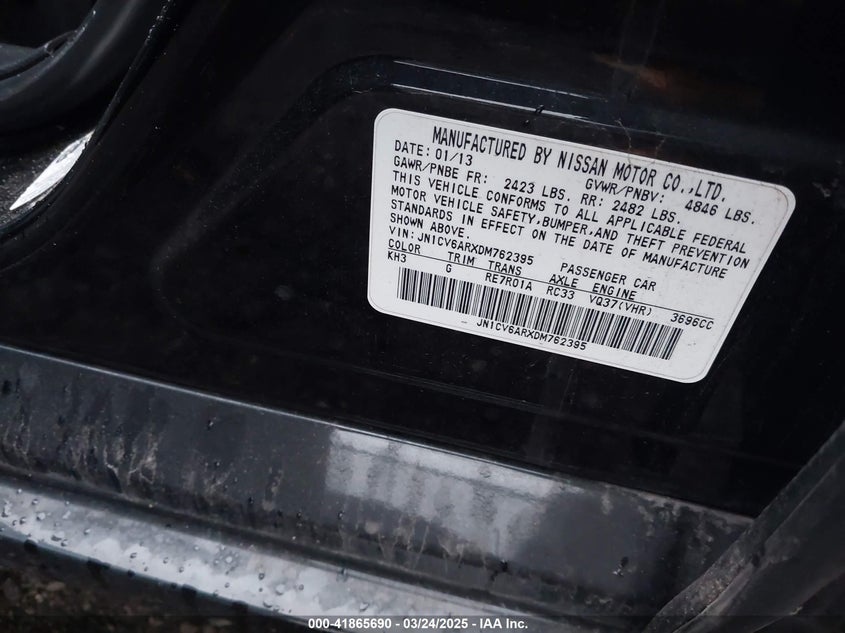 MANUFACTURED BY NISSAN MOTOR CO.,LTD.
DATE: 01/13 GVWR/PNBV: 4846 LBS.
GAWR/PNBE FR: 2423 LBS. RR: 2482 LBS.
THIS VEHICLE CONFORMS TO ALL APPLICABLE FEDERAL
MOTOR VEHICLE SAFETY,BUMPER,AND THEFT PREVENTION
STANDARDS IN EFFECT ON THE DATE OF MANUFACTURE
SHOWN ABOVE.
VIN: JN1CV6ARXDM762395 PASSENGER CAR
COLOR TRIM TRANS AXLE ENGINE
KH3 G RE7R01A RC33 VQ37(VHR) 3696CC
JN1CV6ARXDM762395
000-41865690 - 03/24/2025 - IAA Inc.